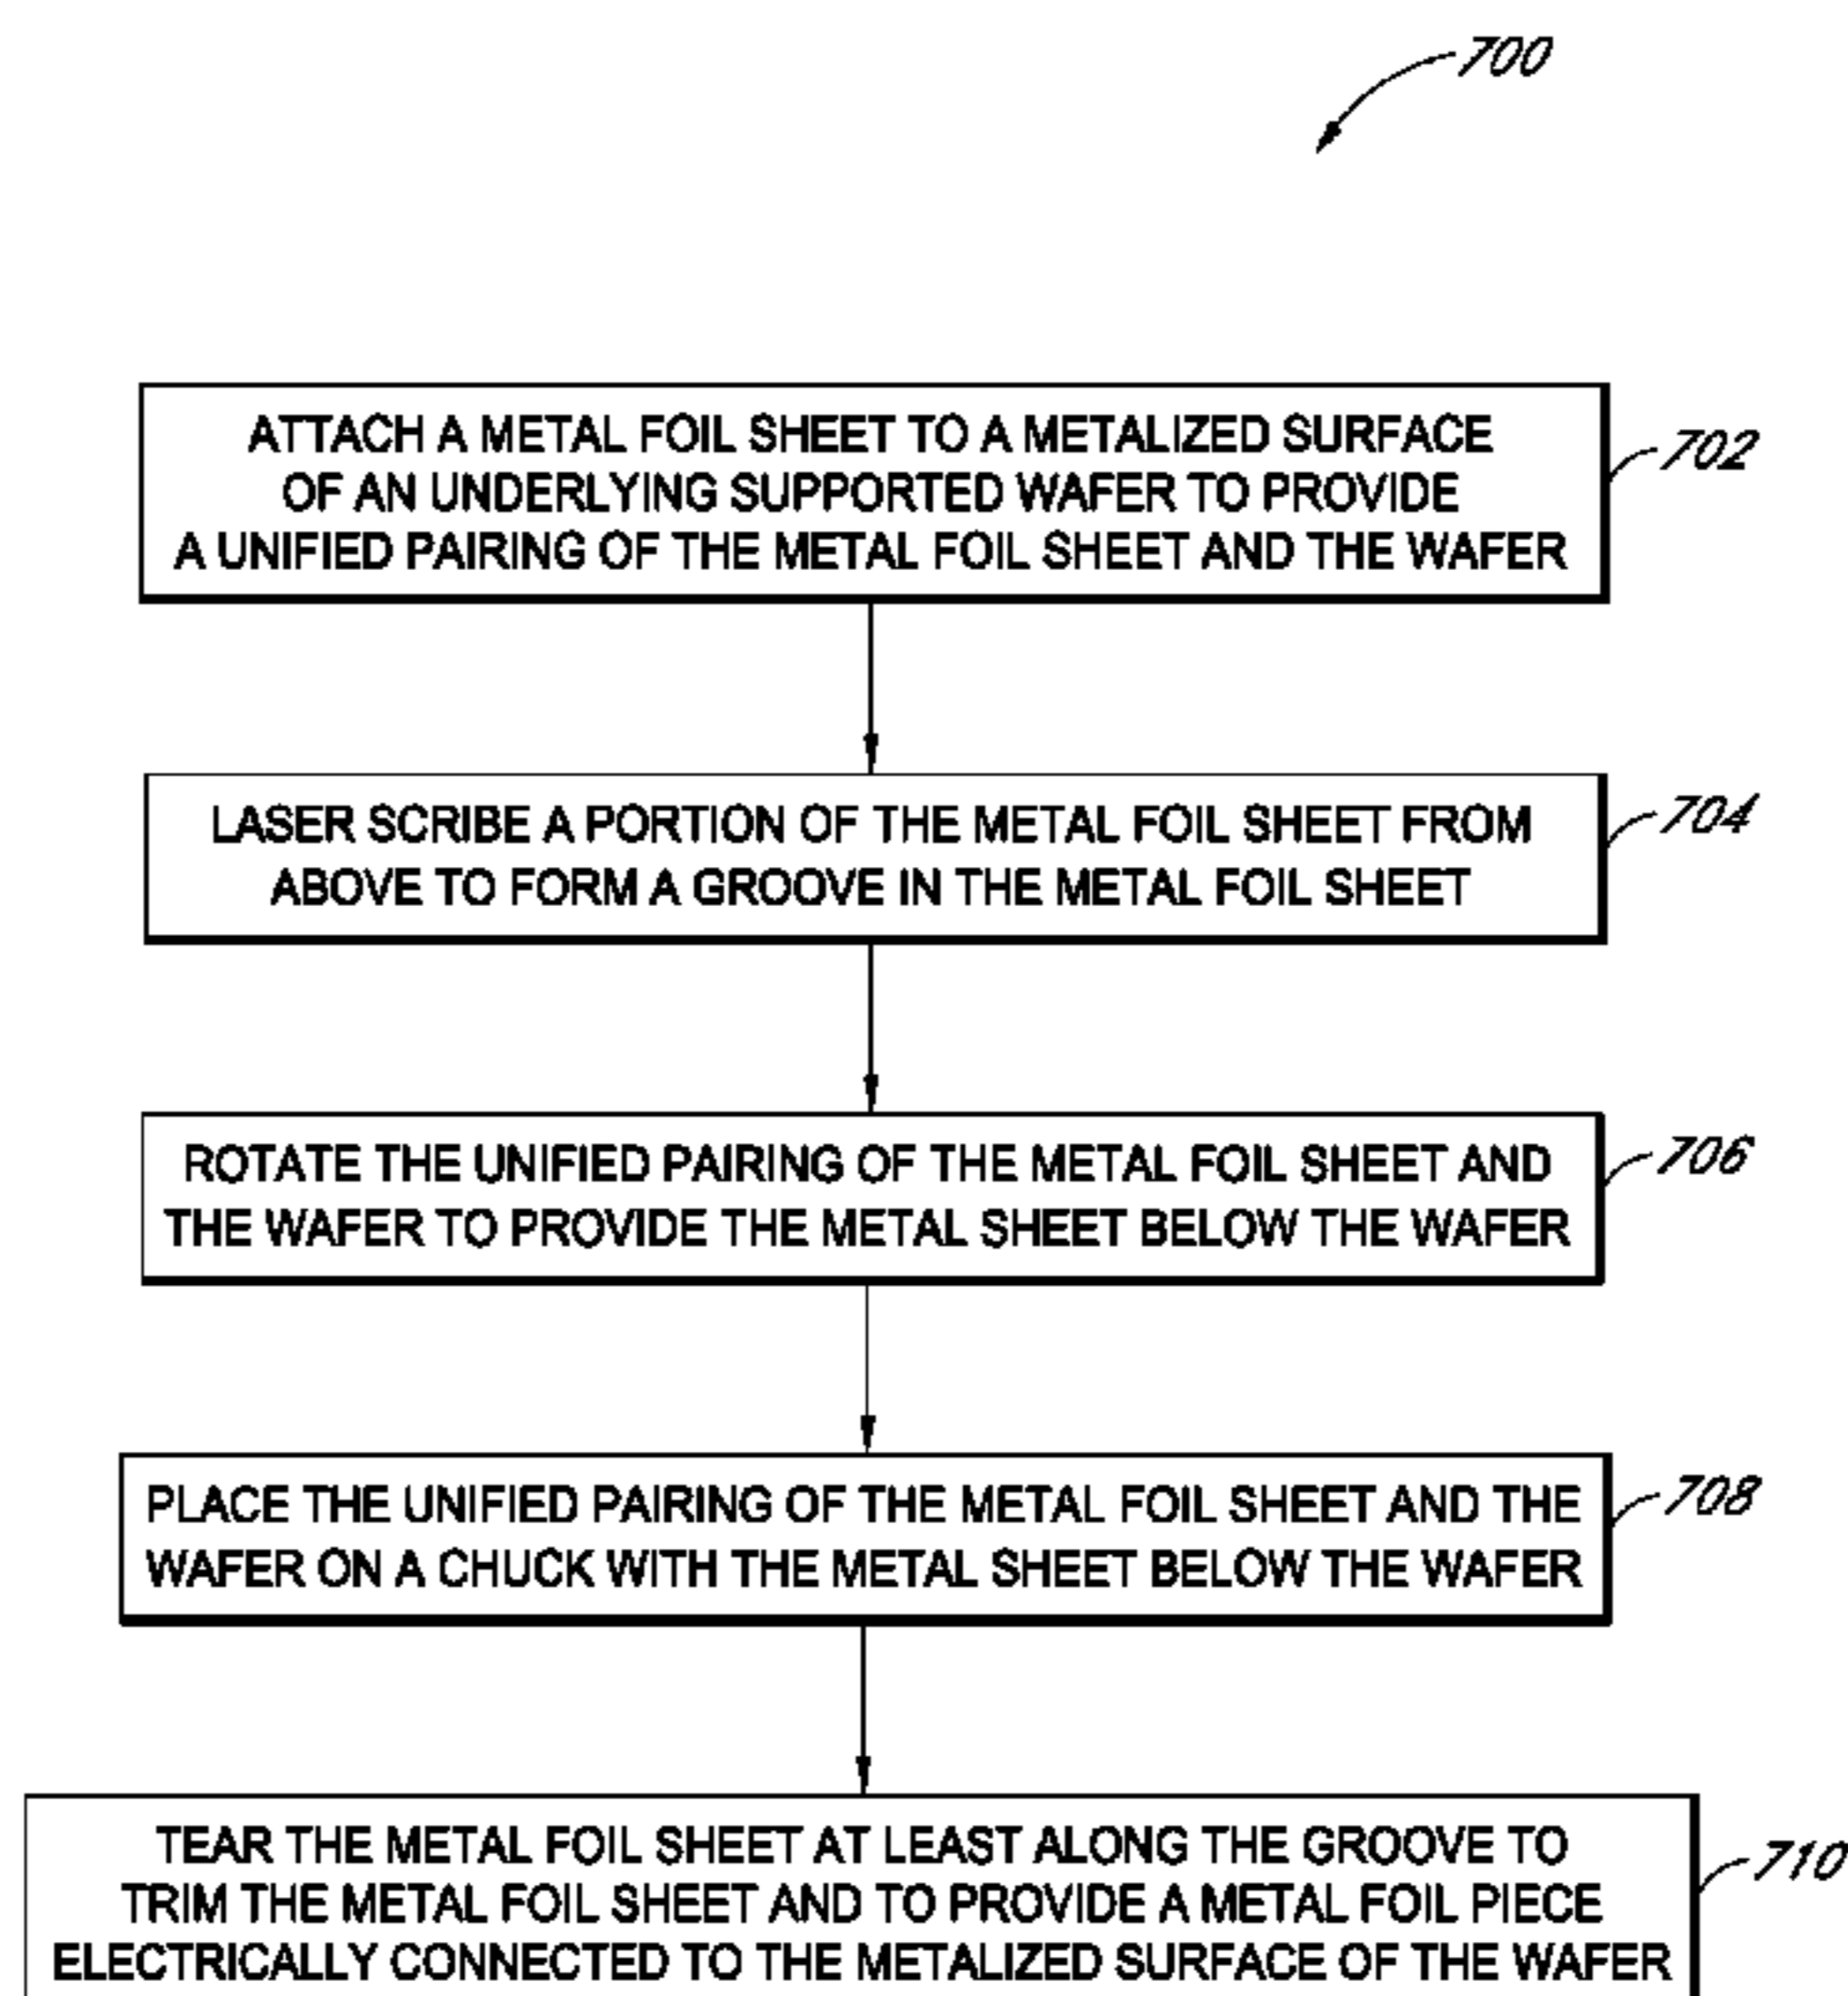 700
ATTACH A METAL FOIL SHEET TO A METALIZED SURFACE
OF AN UNDERLYING SUPPORTED WAFER TO PROVIDE
A UNIFIED PAIRING OF THE METAL FOIL SHEET AND THE WAFER
702
LASER SCRIBE A PORTION OF THE METAL FOIL SHEET FROM
ABOVE TO FORM A GROOVE IN THE METAL FOIL SHEET
704
ROTATE THE UNIFIED PAIRING OF THE METAL FOIL SHEET AND
THE WAFER TO PROVIDE THE METAL SHEET BELOW THE WAFER
706
PLACE THE UNIFIED PAIRING OF THE METAL FOIL SHEET AND THE
WAFER ON A CHUCK WITH THE METAL SHEET BELOW THE WAFER
708
TEAR THE METAL FOIL SHEET AT LEAST ALONG THE GROOVE TO
TRIM THE METAL FOIL SHEET AND TO PROVIDE A METAL FOIL PIECE
ELECTRICALLY CONNECTED TO THE METALIZED SURFACE OF THE WAFER
710